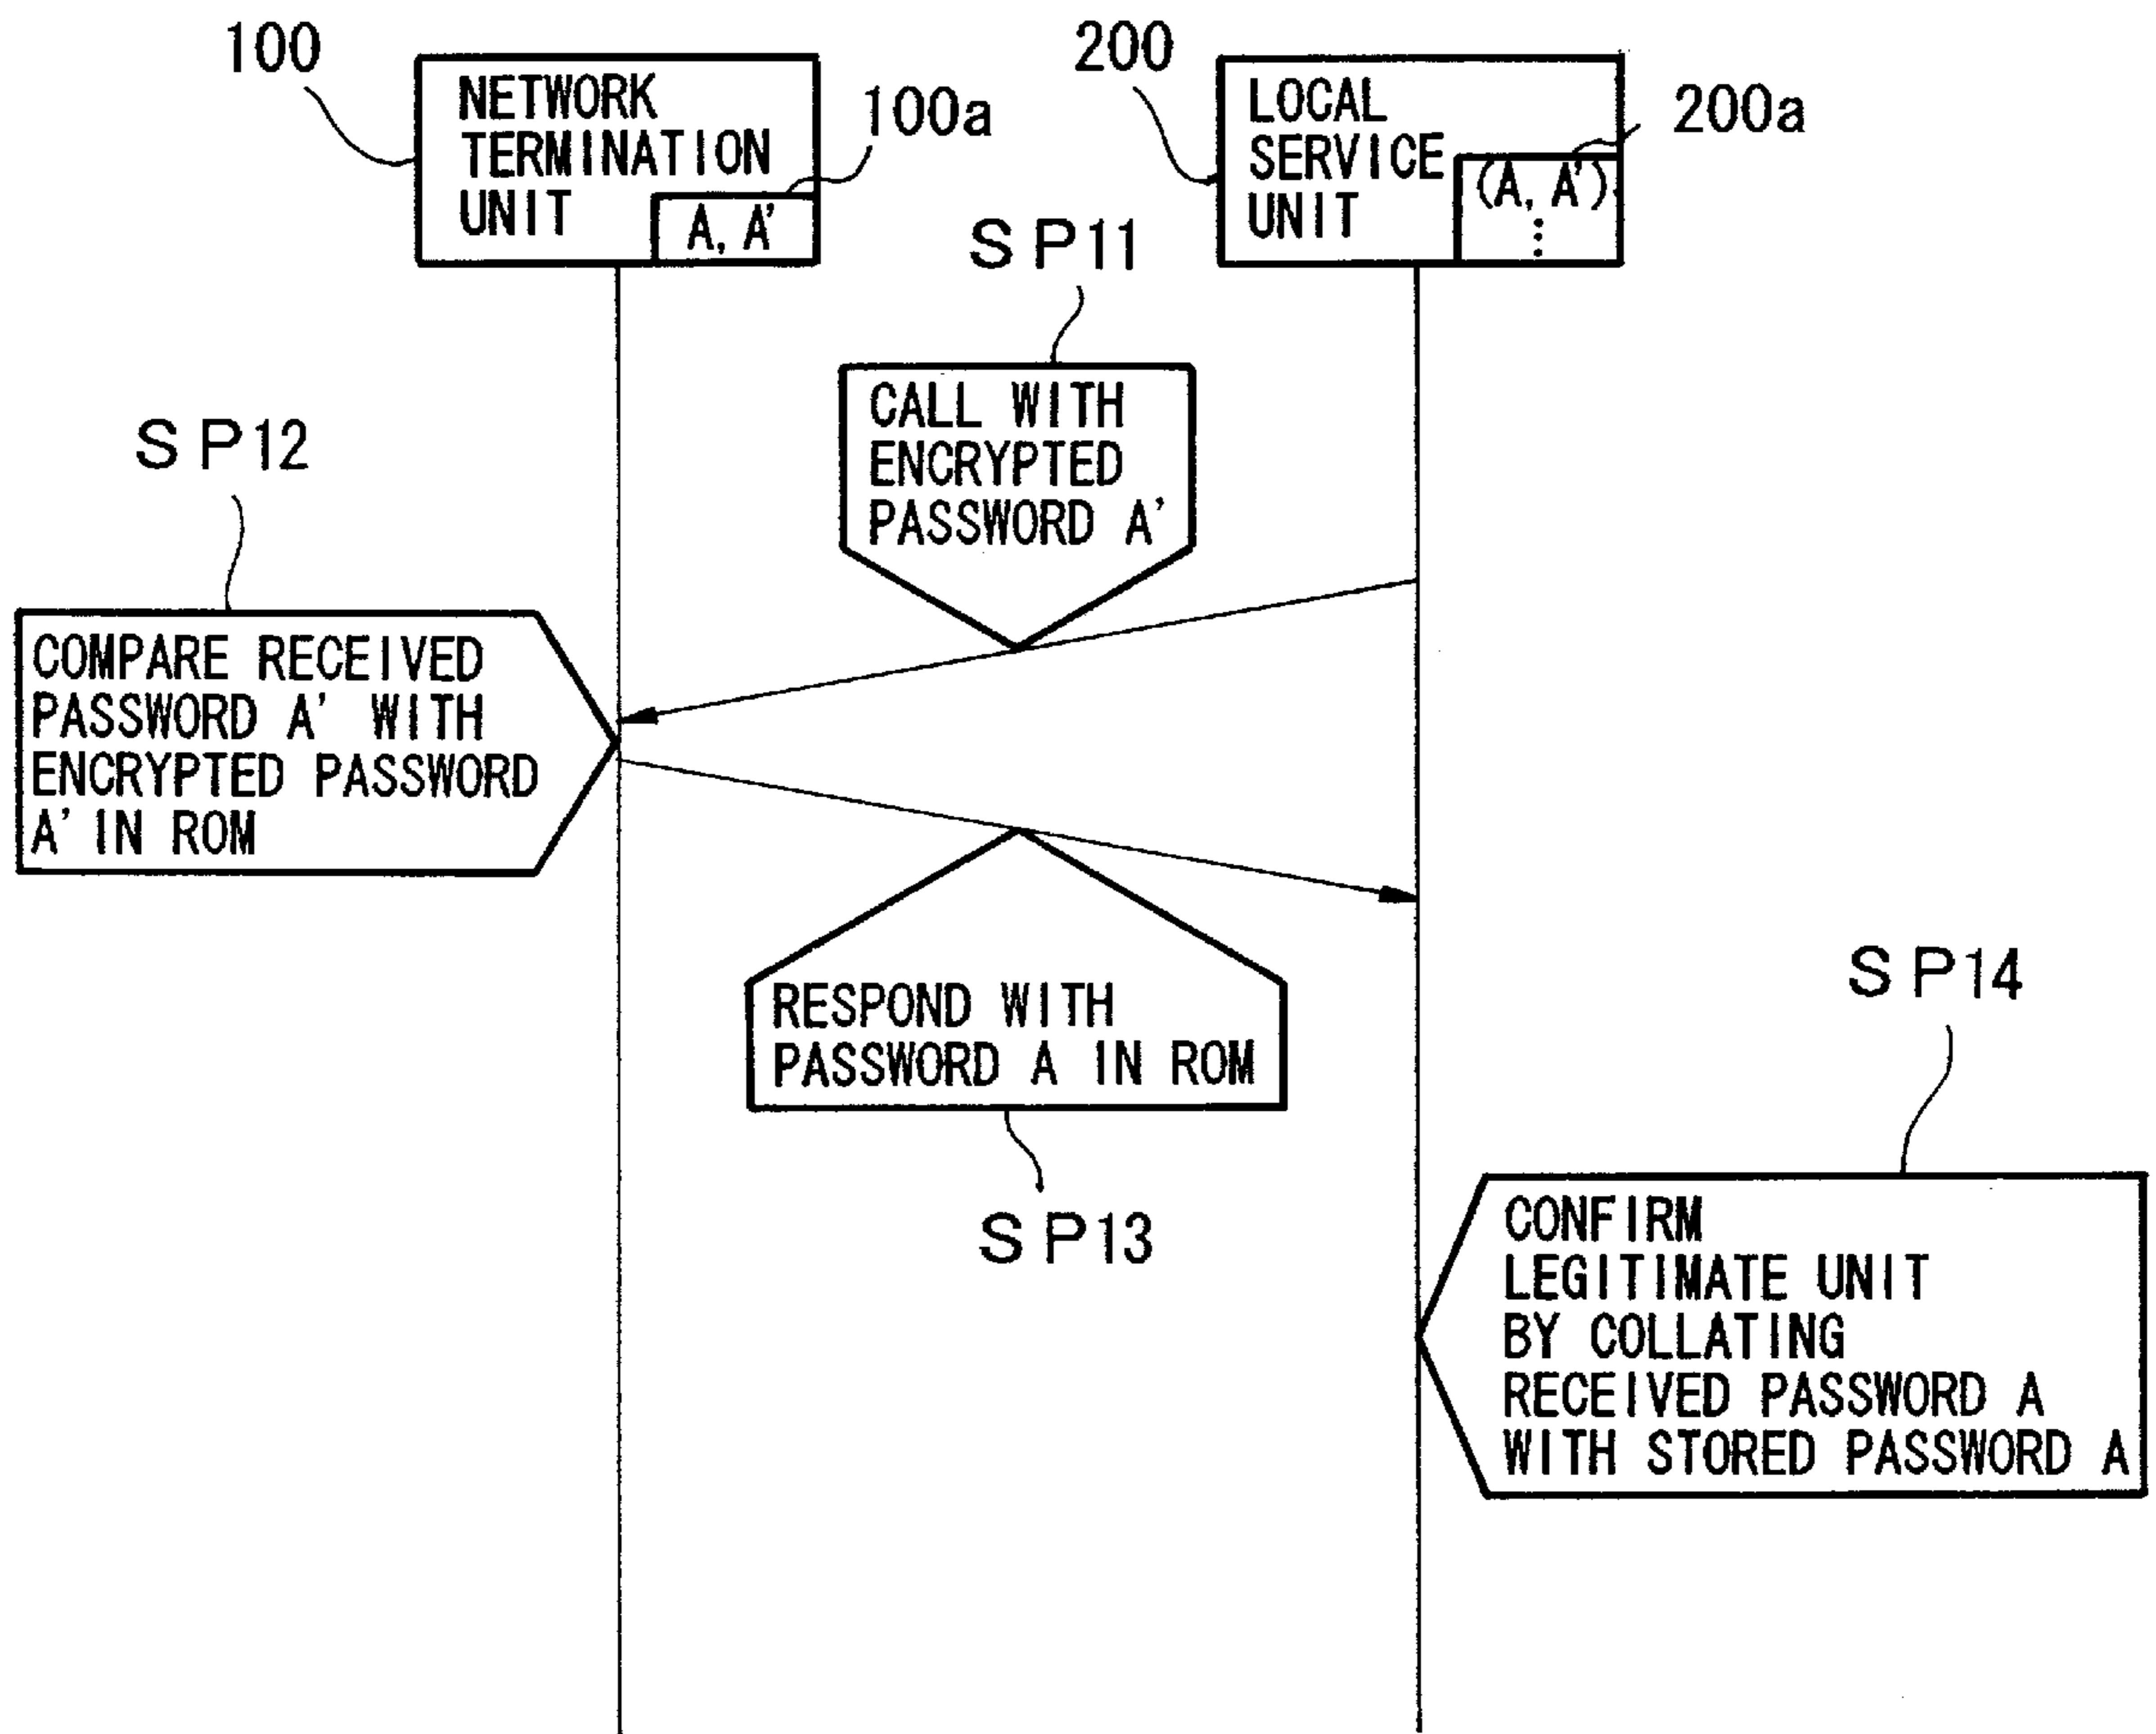 100
NETWORK
TERMINATION
UNIT
100a
A, A'
200
LOCAL
SERVICE
UNIT
200a
(A, A')
⋮
SP11
CALL WITH
ENCRYPTED
PASSWORD A'
SP12
COMPARE RECEIVED
PASSWORD A' WITH
ENCRYPTED PASSWORD
A' IN ROM
RESPOND WITH
PASSWORD A IN ROM
SP13
SP14
CONFIRM
LEGITIMATE UNIT
BY COLLATING
RECEIVED PASSWORD A
WITH STORED PASSWORD A